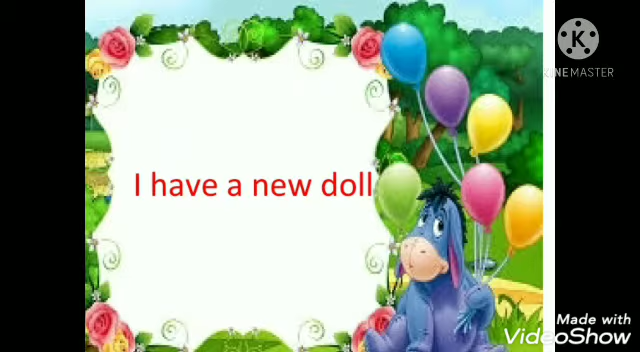 K
KINEMASTER
I have a new doll
Made with
VideoShow